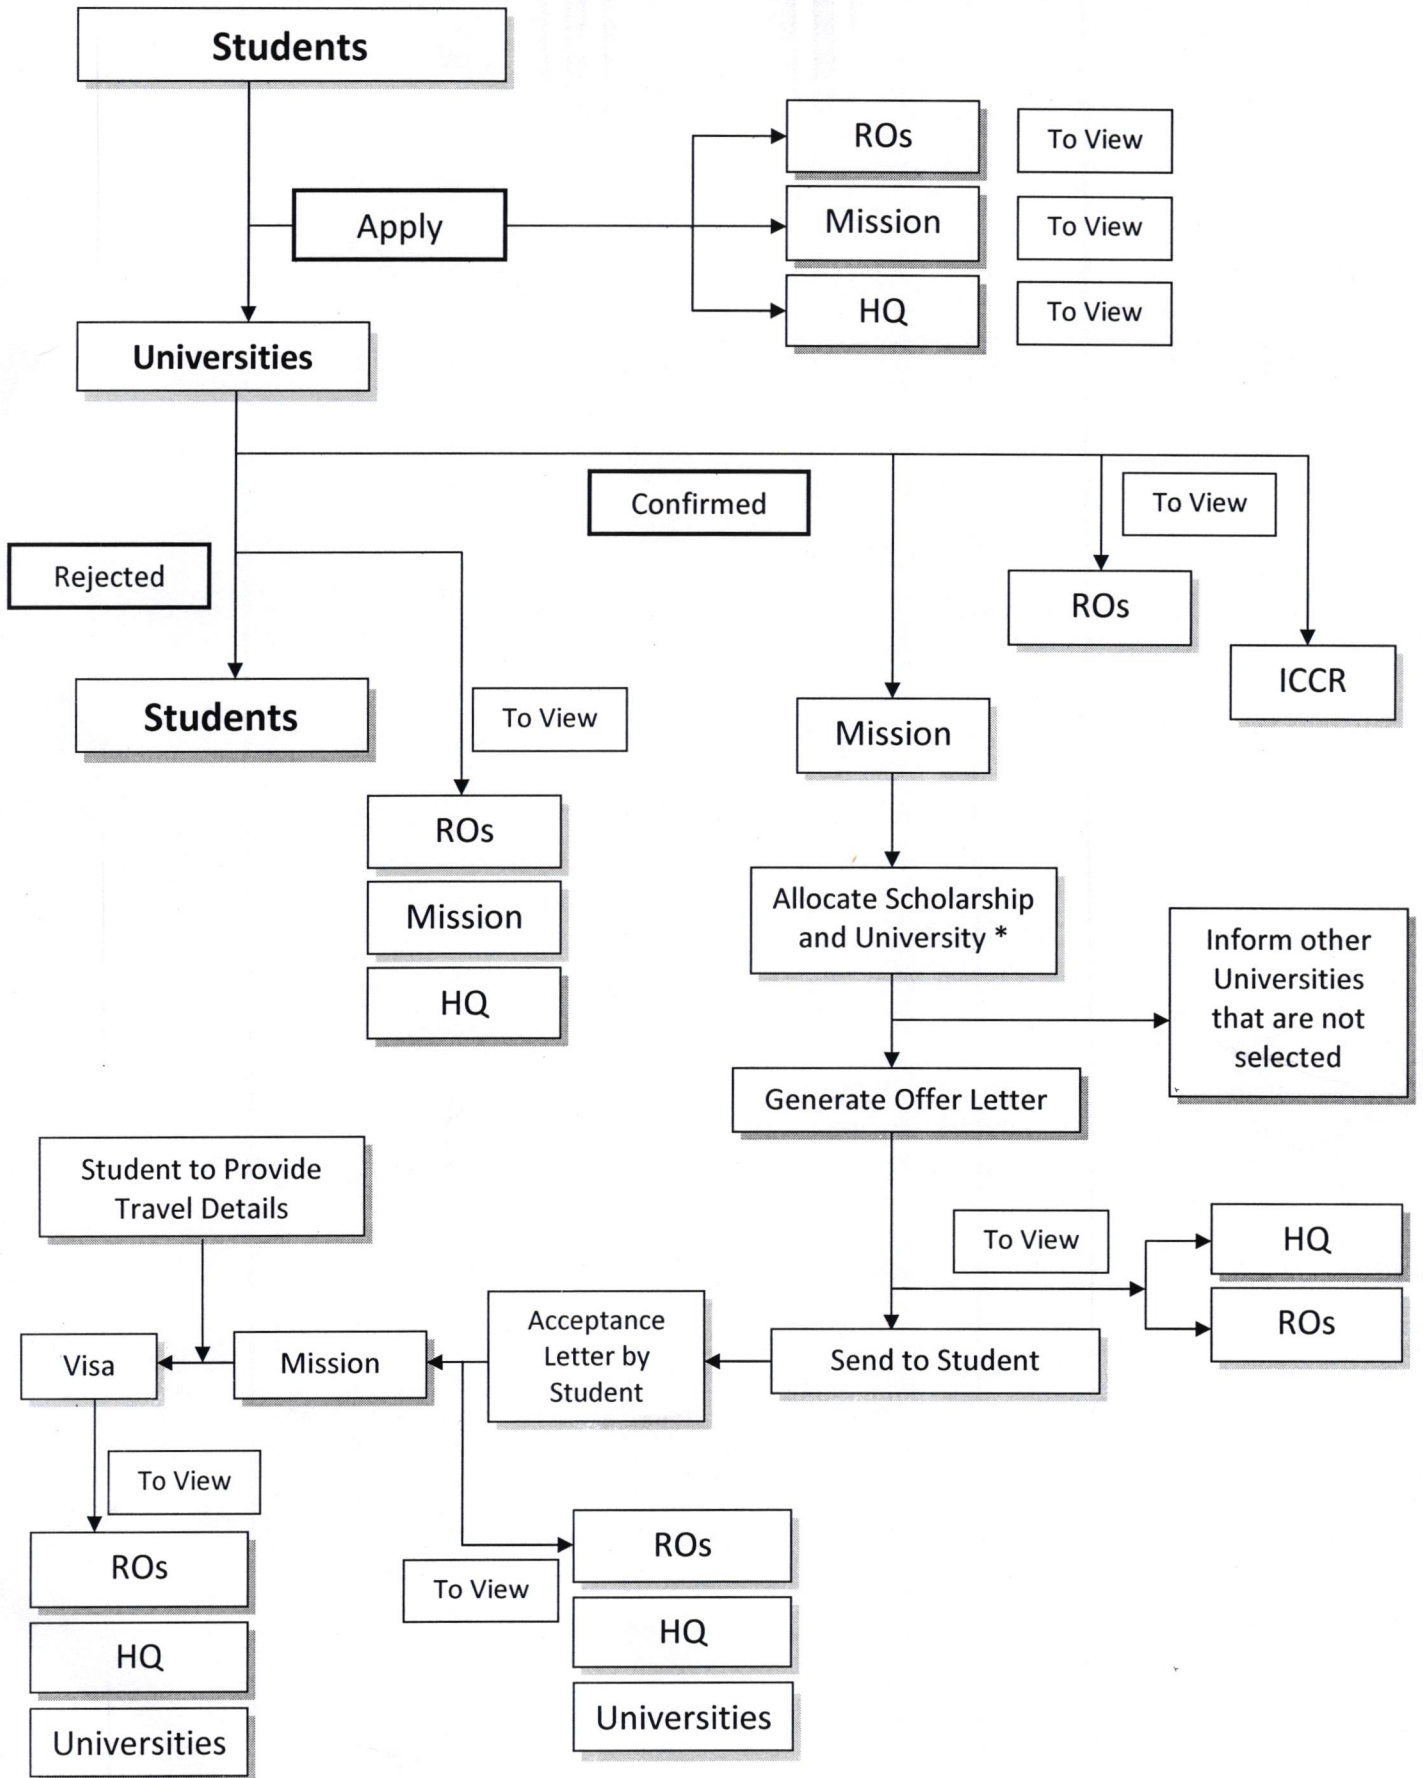 Students
ROs
To View
Apply
Mission
To View
HQ
To View
Universities
Confirmed
To View
Rejected
ROs
ICCR
Students
To View
Mission
ROs
Mission
HQ
Allocate Scholarship
and University *
Inform other
Universities
that are not
selected
Generate Offer Letter
Student to Provide
Travel Details
To View
HQ
ROs
Send to Student
Acceptance
Letter by
Student
Mission
Visa
To View
ROs
HQ
Universities
To View
ROs
HQ
Universities